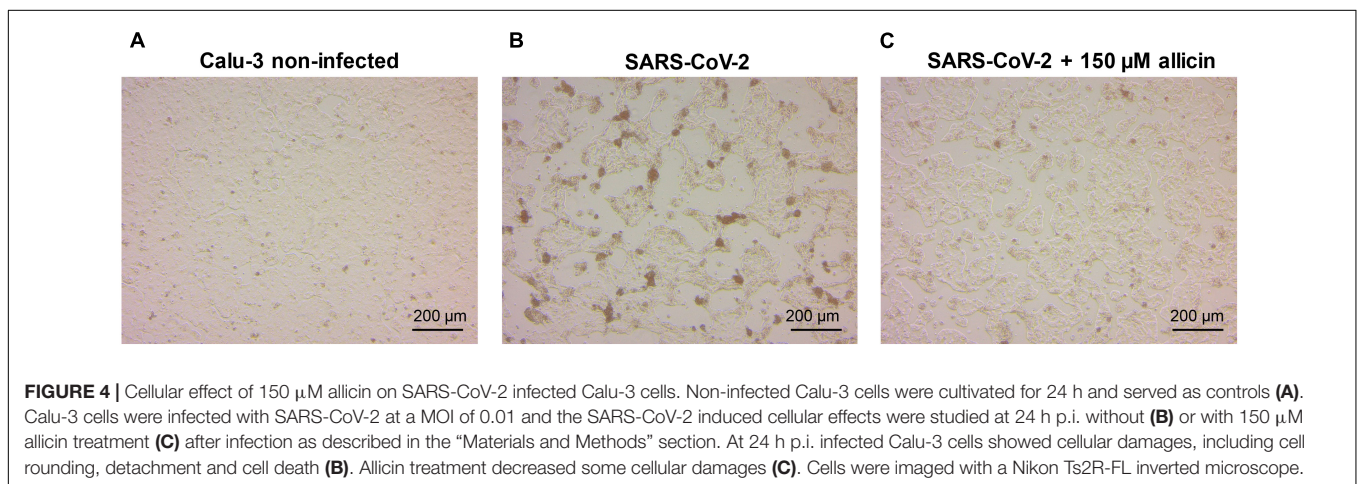 A
Calu-3 non-infected
B
SARS-CoV-2
C
SARS-CoV-2 + 150 µM allicin
200 µm
200 µm
200 µm
FIGURE 4 | Cellular effect of 150 µM allicin on SARS-CoV-2 infected Calu-3 cells. Non-infected Calu-3 cells were cultivated for 24 h and served as controls (A).
Calu-3 cells were infected with SARS-CoV-2 at a MOI of 0.01 and the SARS-CoV-2 induced cellular effects were studied at 24 h p.i. without (B) or with 150 µM
allicin treatment (C) after infection as described in the “Materials and Methods” section. At 24 h p.i. infected Calu-3 cells showed cellular damages, including cell
rounding, detachment and cell death (B). Allicin treatment decreased some cellular damages (C). Cells were imaged with a Nikon Ts2R-FL inverted microscope.